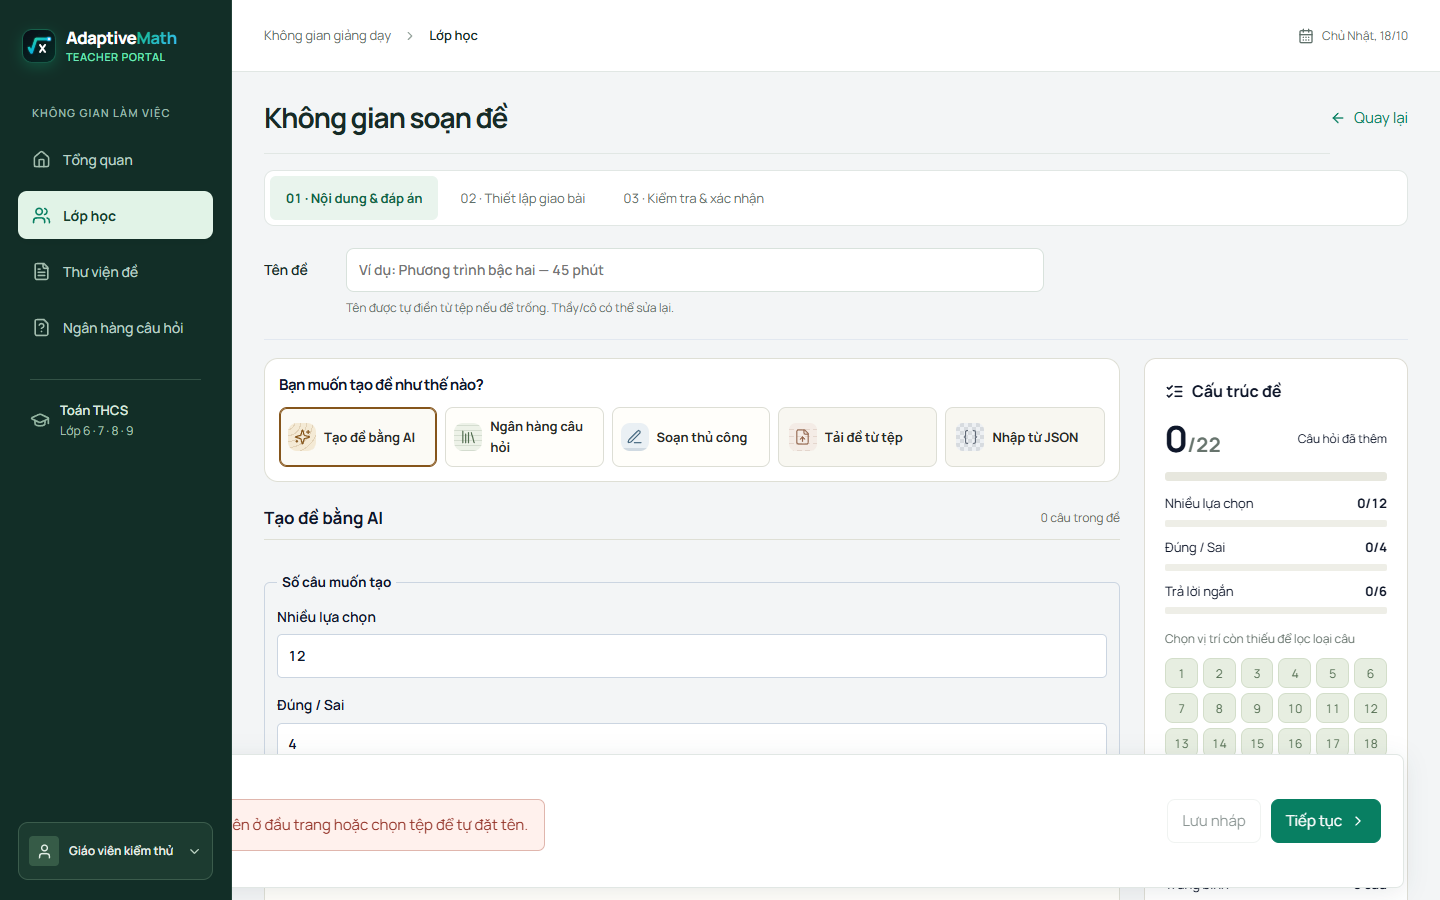 AdaptiveMath
TEACHER PORTAL
KHÔNG GIAN LÀM VIỆC
Tổng quan
Lớp học
Thư viện đề
Ngân hàng câu hỏi
Toán THCS
Lớp 6 · 7 · 8 · 9
Giáo viên kiểm thử
Không gian giảng dạy > Lớp học
Chủ Nhật, 18/10
Không gian soạn đề
Quay lại
01 · Nội dung & đáp án
02 · Thiết lập giao bài
03 · Kiểm tra & xác nhận
Tên đề
Ví dụ: Phương trình bậc hai — 45 phút
Tên được tự điền từ tệp nếu để trống. Thầy/cô có thể sửa lại.
Bạn muốn tạo đề như thế nào?
Tạo đề bằng AI
Ngân hàng câu
hỏi
Soạn thủ công
Tải đề từ tệp
Nhập từ JSON
Tạo đề bằng AI
0 câu trong đề
Số câu muốn tạo
Nhiều lựa chọn
12
Đúng / Sai
4
Cấu trúc đề
0/22
Câu hỏi đã thêm
Nhiều lựa chọn 0/12
Đúng / Sai 0/4
Trả lời ngắn 0/6
Chọn vị trí còn thiếu để lọc loại câu
1 2 3 4 5 6
7 8 9 10 11 12
13 14 15 16 17 18
ở đầu trang hoặc chọn tệp để tự đặt tên.
Lưu nháp
Tiếp tục